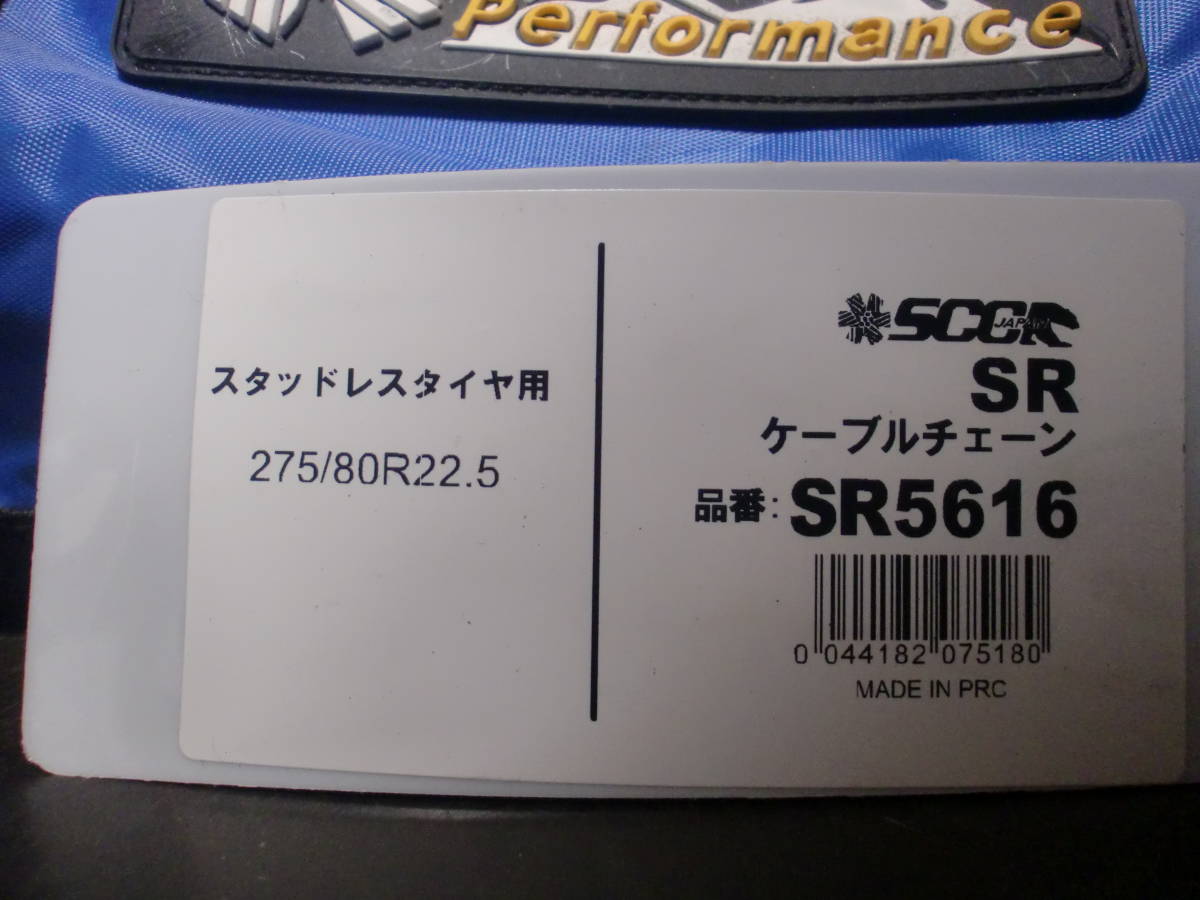 Performance
スタッドレスタイヤ用
275/80R22.5
SCC
JAPAN
SR
ケーブルチェーン
品番: SR5616
0 044182 075180
MADE IN PRC